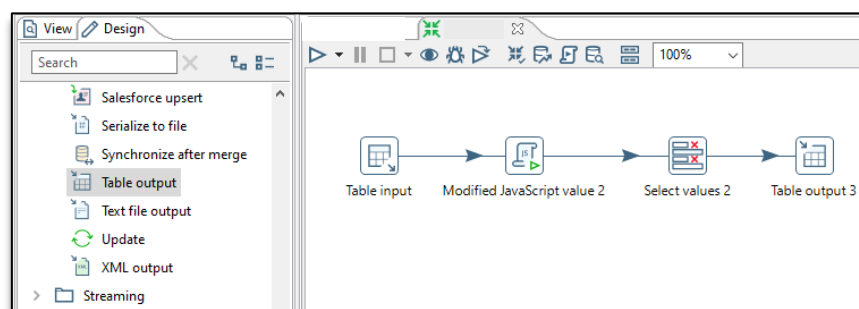 View
Design
Search
Salesforce upsert
Serialize to file
Synchronize after merge
Table output
Text file output
Update
XML output
Streaming
100%
Table input
Modified JavaScript value 2
Select values 2
Table output 3